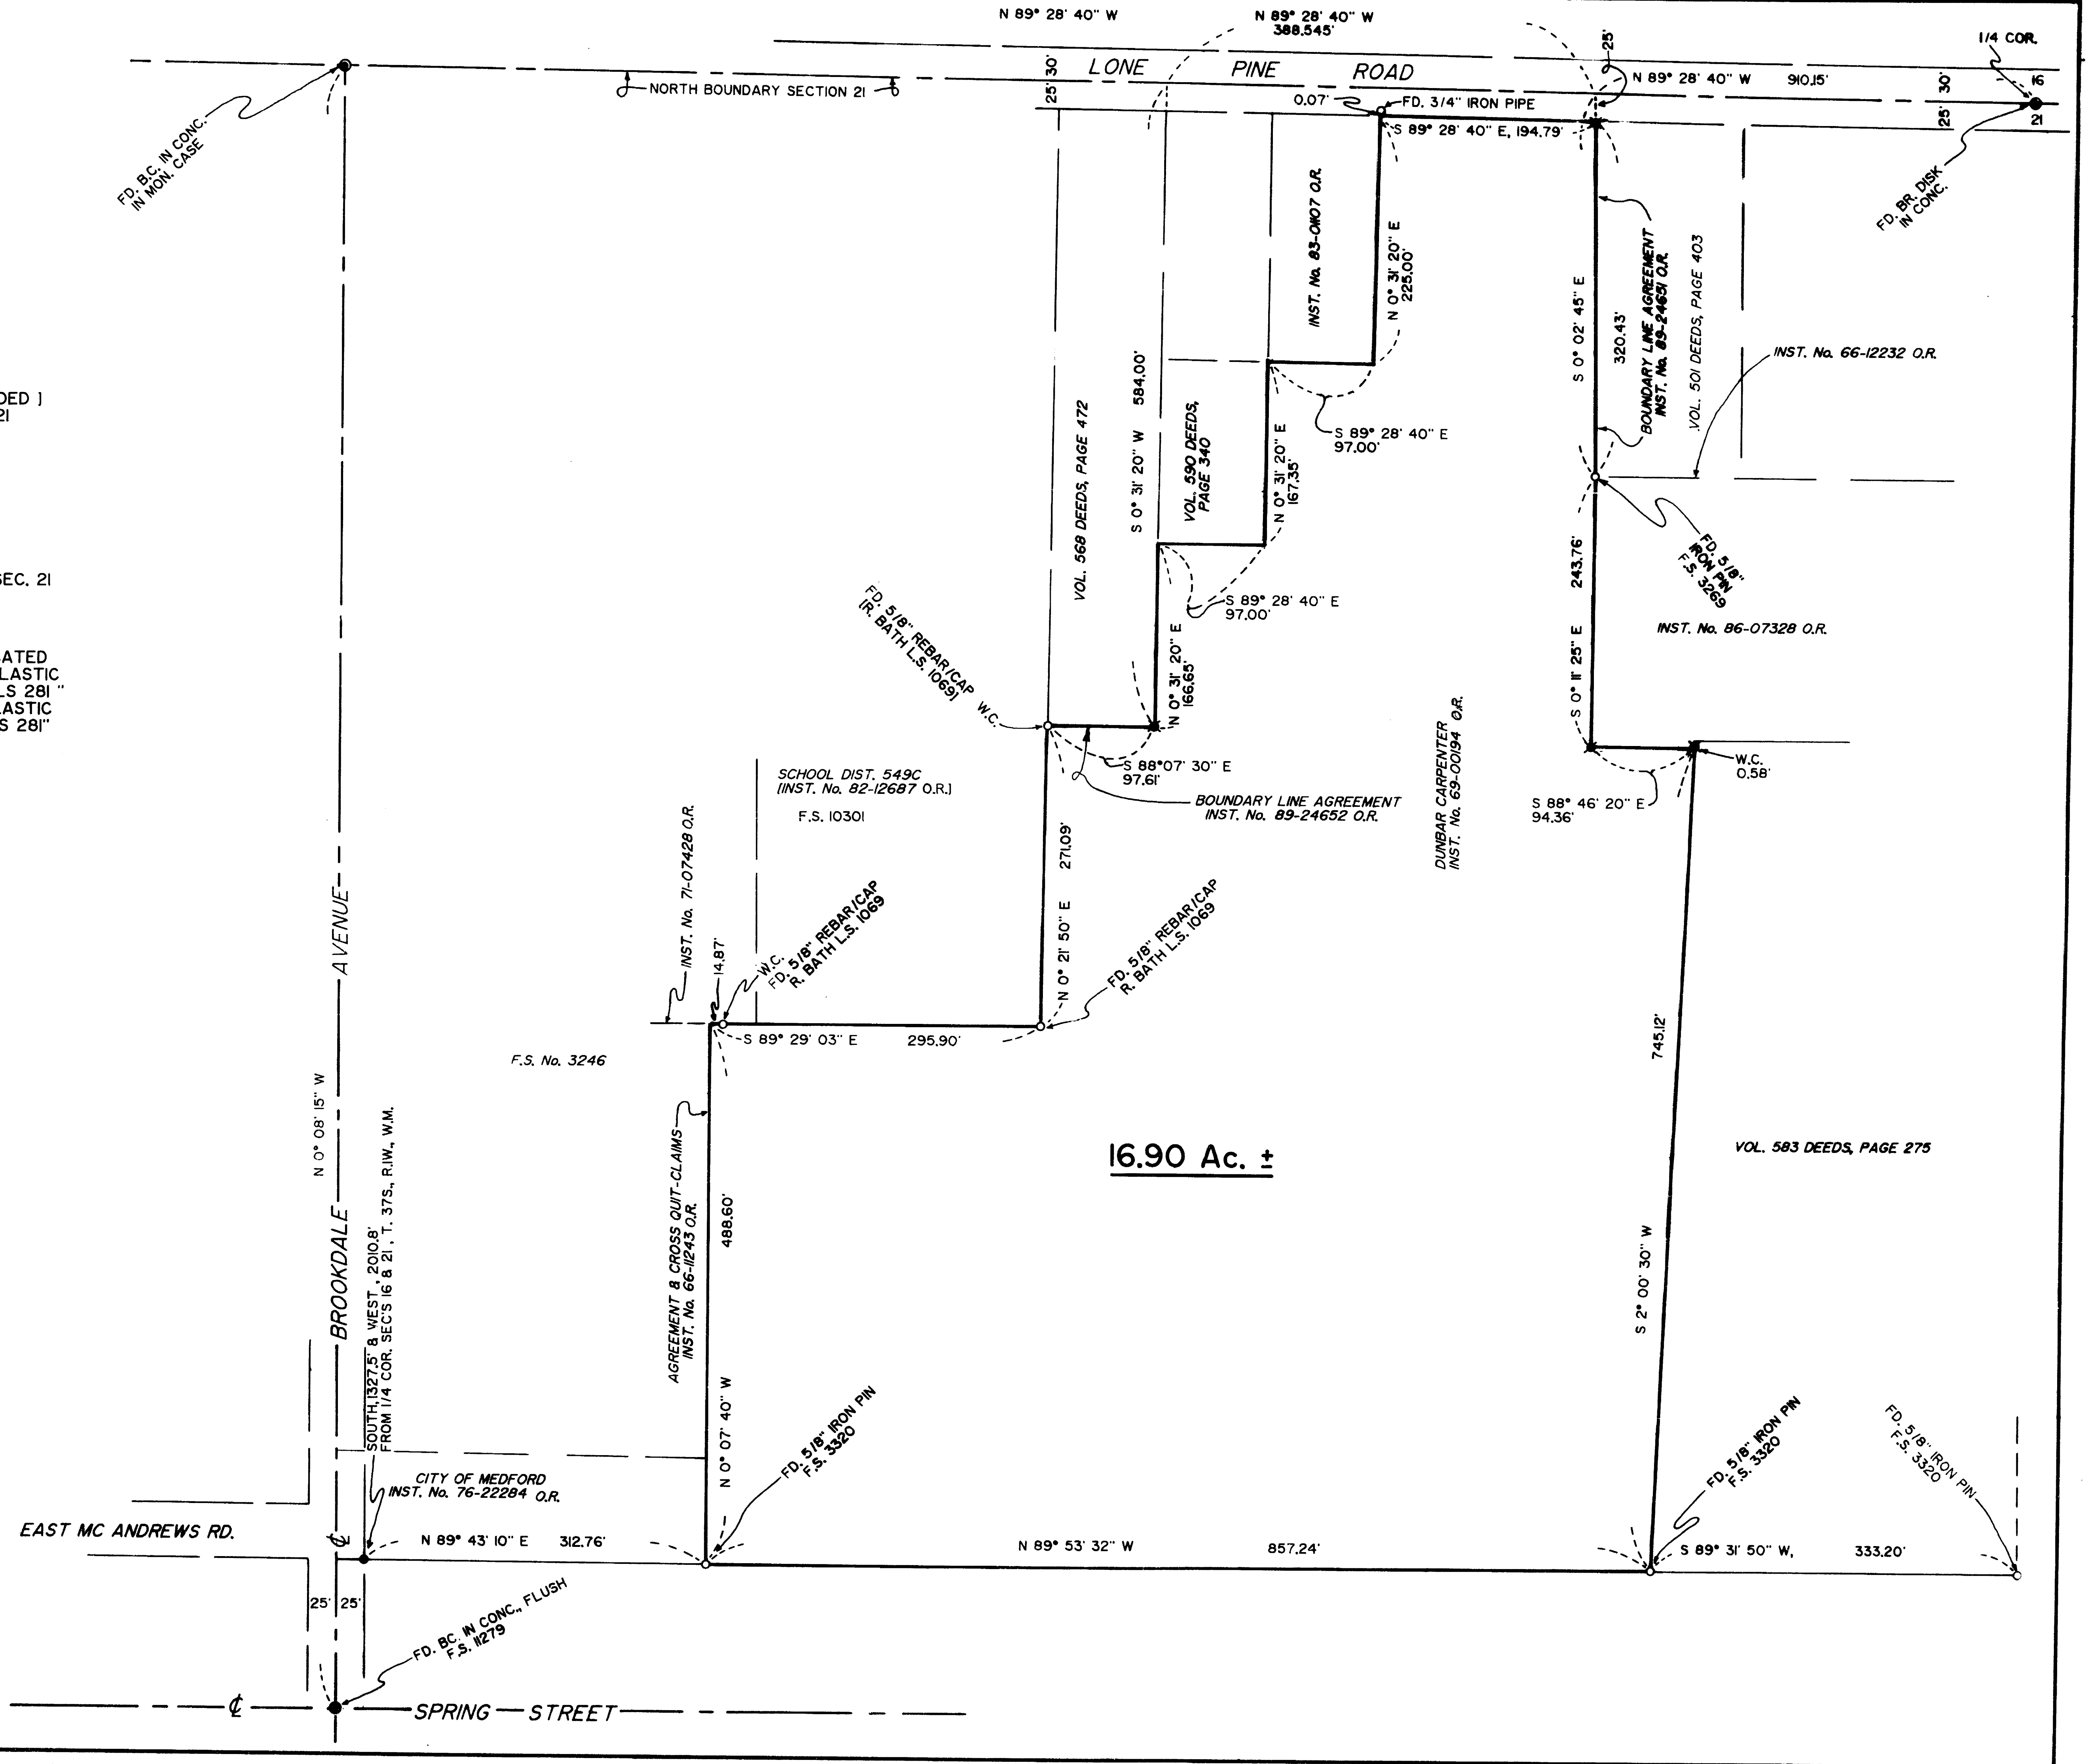 N 89° 28' 40" W
N 89° 28' 40" W
388.545'
25'
1/4 COR.
LONE PINE ROAD
25' 30'
NORTH BOUNDARY SECTION 21
0.07'
FD. 3/4" IRON PIPE
S 89° 28' 40" E, 194.79'
N 89° 28' 40" W 910.15'
25' 30'
16
21
FD. B.C. IN CONC.
IN MON. CASE
FD. BR. DISK
IN CONC.
INST. No. 83-01107 O.R.
N 0° 31' 20" E
225.00'
S 0° 02' 45" E
320.43'
BOUNDARY LINE AGREEMENT
INST. No. 89-24651 O.R.
VOL. 501 DEEDS, PAGE 403
INST. No. 66-12232 O.R.
DED ]
21
VOL. 568 DEEDS, PAGE 472
S 0° 31' 20" W 584.00'
VOL. 590 DEEDS,
PAGE 340
N 0° 31' 20" E
167.35'
S 89° 28' 40" E
97.00'
FD. 5/8"
IRON PIN
F.S. 3269
SEC. 21
S 89° 28' 40" E
97.00'
243.76'
S 0° 11' 25" E
INST. No. 86-07328 O.R.
ATED
LASTIC
LS 281 "
LASTIC
S 281"
FD. 5/8" REBAR/CAP
[R. BATH L.S. 1069]
W.C.
N 0° 31' 20" E
166.65'
S 88° 07' 30" E
97.61'
BOUNDARY LINE AGREEMENT
INST. No. 89-24652 O.R.
DUNBAR CARPENTER
INST. No. 69-00194 O.R.
W.C.
0.58'
S 88° 46' 20" E
94.36'
SCHOOL DIST. 549C
[INST. No. 82-12687 O.R.]
F.S. 10301
INST. No. 71-07428 O.R.
14.87'
W.C.
FD. 5/8" REBAR/CAP
R. BATH L.S. 1069
N 0° 21' 50" E 271.09'
FD. 5/8" REBAR/CAP
R. BATH L.S. 1069
S 89° 29' 03" E 295.90'
F.S. No. 3246
BROOKDALE AVENUE
N 0° 08' 15" W
SOUTH, 1327.5' & WEST, 2010.8'
FROM 1/4 COR. SEC'S 16 & 21, T. 37S., R.1W., W.M.
AGREEMENT & CROSS QUIT-CLAIMS
INST. No. 66-11243 O.R.
488.60'
N 0° 07' 40" W
16.90 Ac. ±
745.12'
S 2° 00' 30" W
VOL. 583 DEEDS, PAGE 275
FD. 5/8" IRON PIN
F.S. 3320
FD. 5/8" IRON PIN
F.S. 3320
FD. 5/8" IRON PIN
F.S. 3320
CITY OF MEDFORD
INST. No. 76-22284 O.R.
EAST MC ANDREWS RD.
N 89° 43' 10" E 312.76'
N 89° 53' 32" W 857.24'
S 89° 31' 50" W, 333.20'
25' 25'
FD. BC. IN CONC., FLUSH
F.S. 11279
SPRING STREET